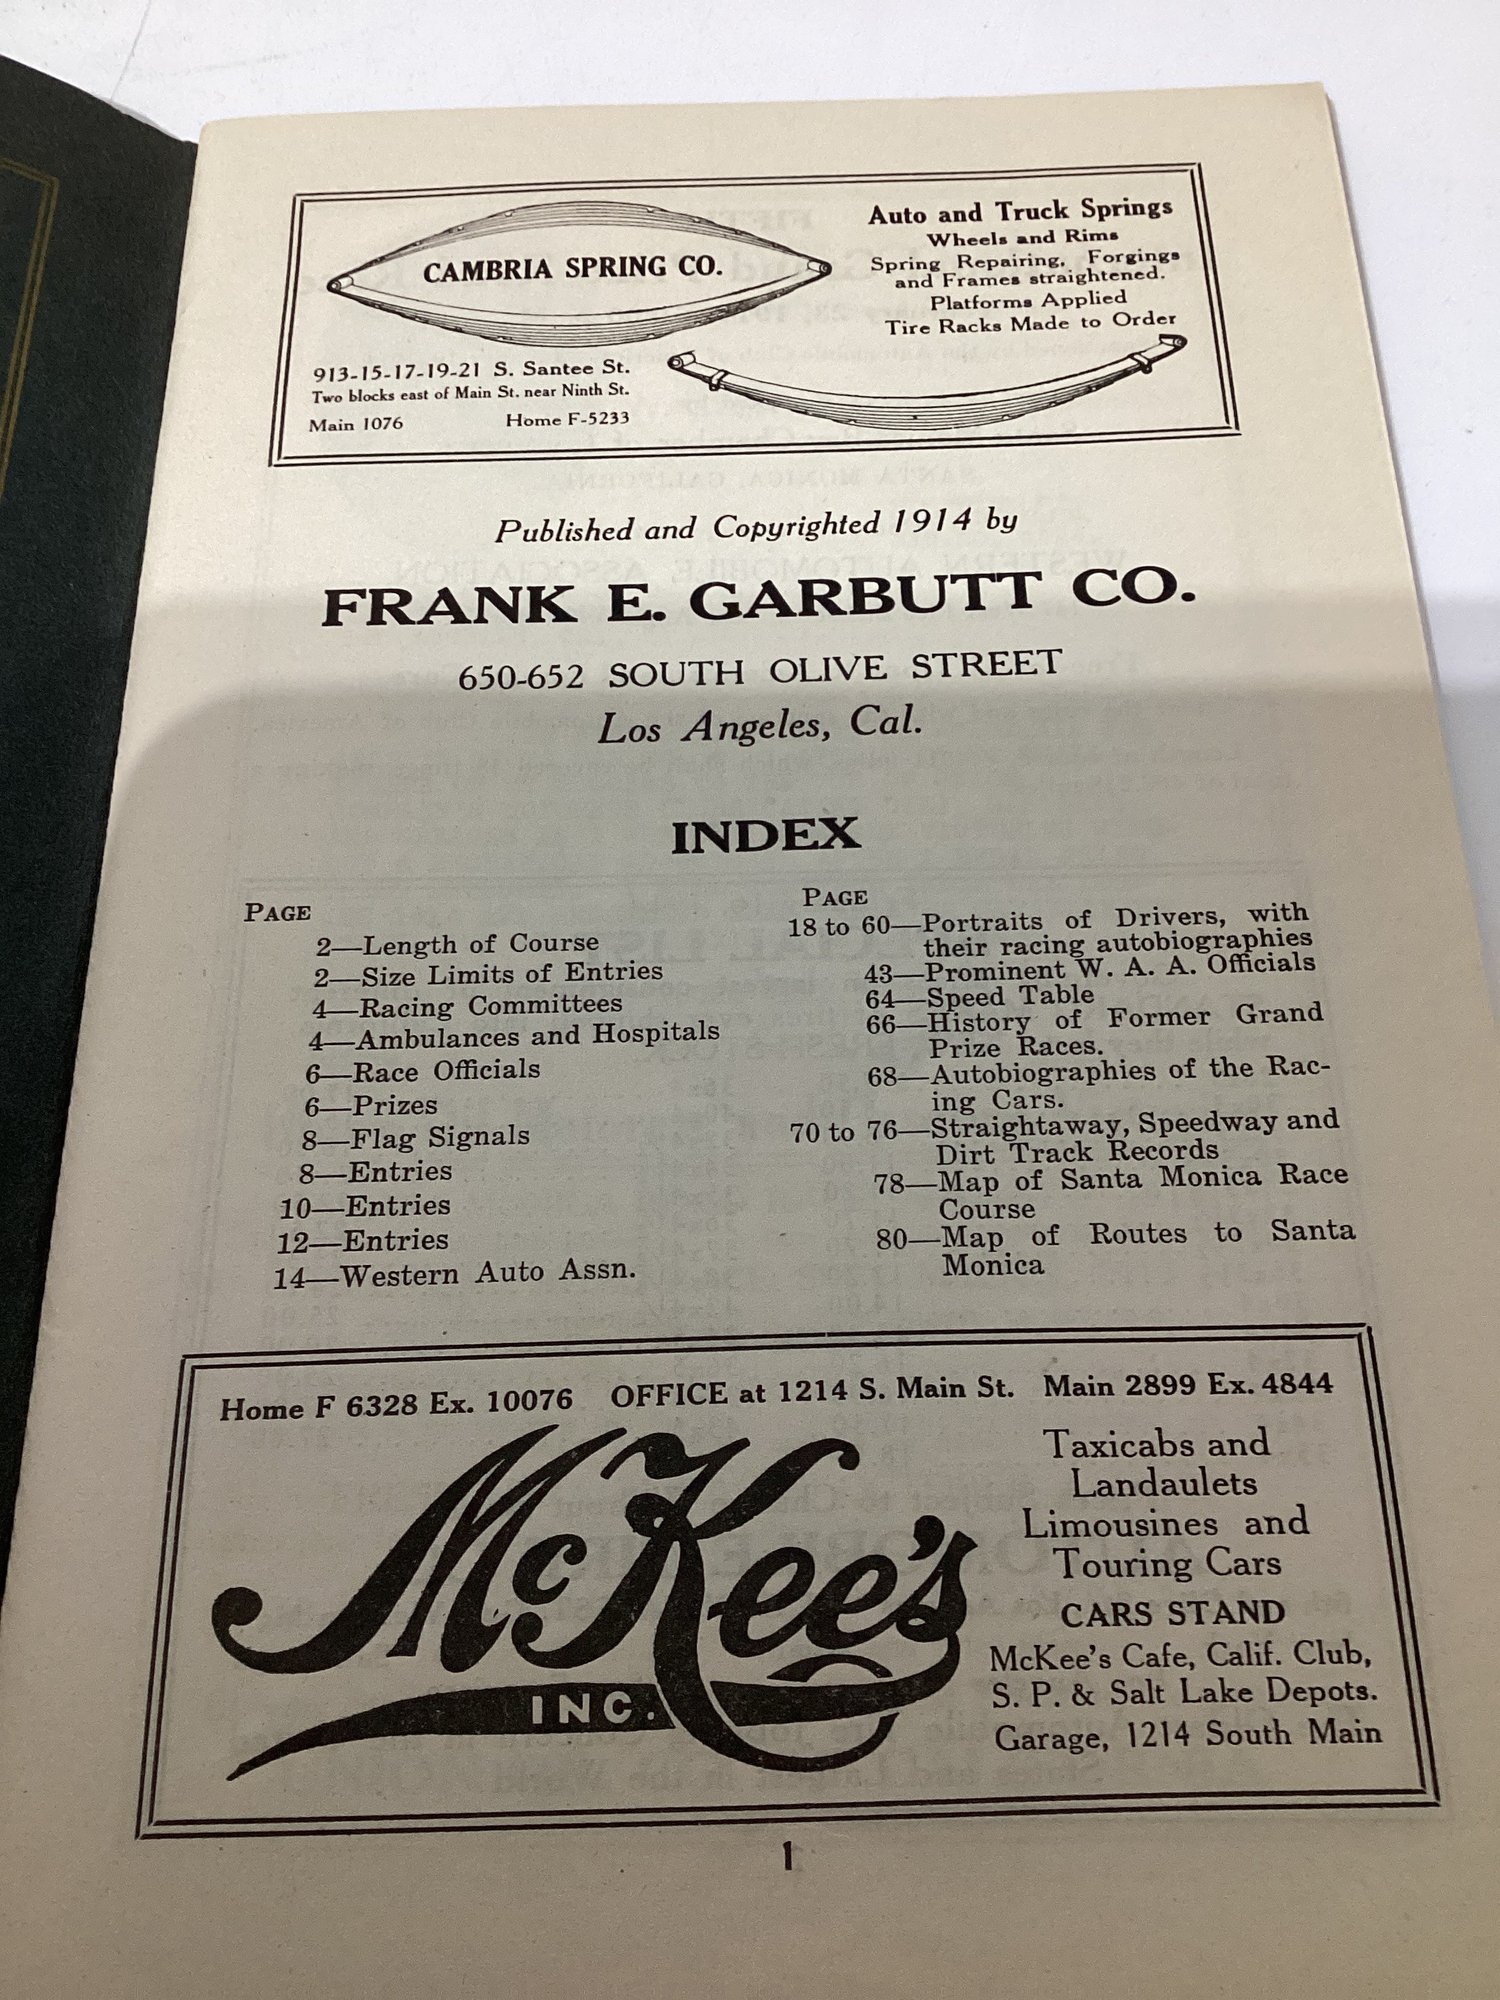 CAMBRIA SPRING CO.
913-15-17-19-21 S. Santee St.
Two blocks east of Main St. near Ninth St.
Main 1076 Home F-5233
Auto and Truck Springs
Wheels and Rims
Spring Repairing, Forgings
and Frames straightened.
Platforms Applied
Tire Racks Made to Order
Published and Copyrighted 1914 by
FRANK E. GARBUTT CO.
650-652 SOUTH OLIVE STREET
Los Angeles, Cal.
INDEX
PAGE
2—Length of Course
2—Size Limits of Entries
4—Racing Committees
4—Ambulances and Hospitals
6—Race Officials
6—Prizes
8—Flag Signals
8—Entries
10—Entries
12—Entries
14—Western Auto Assn.
PAGE
18 to 60—Portraits of Drivers, with
their racing autobiographies
43—Prominent W. A. A. Officials
64—Speed Table
66—History of Former Grand
Prize Races.
68—Autobiographies of the Rac-
ing Cars.
70 to 76—Straightaway, Speedway and
Dirt Track Records
78—Map of Santa Monica Race
Course
80—Map of Routes to Santa
Monica
Home F 6328 Ex. 10076 OFFICE at 1214 S. Main St. Main 2899 Ex. 4844
McKee's
INC.
Taxicabs and
Landaulets
Limousines and
Touring Cars
CARS STAND
McKee's Cafe, Calif. Club,
S. P. & Salt Lake Depots.
Garage, 1214 South Main
1